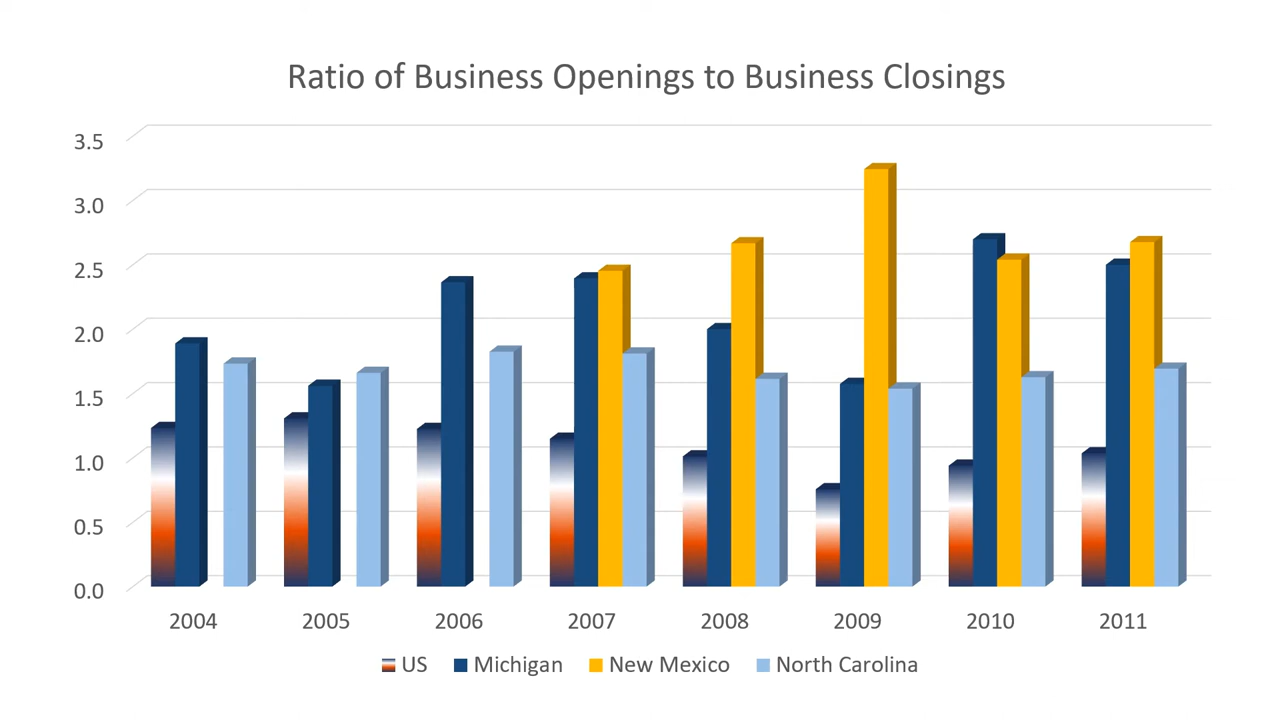 Ratio of Business Openings to Business Closings
3.5
3.0
2.5
2.0
1.5
1.0
0.5
0.0
2004 2005 2006 2007 2008 2009 2010 2011
US Michigan New Mexico North Carolina